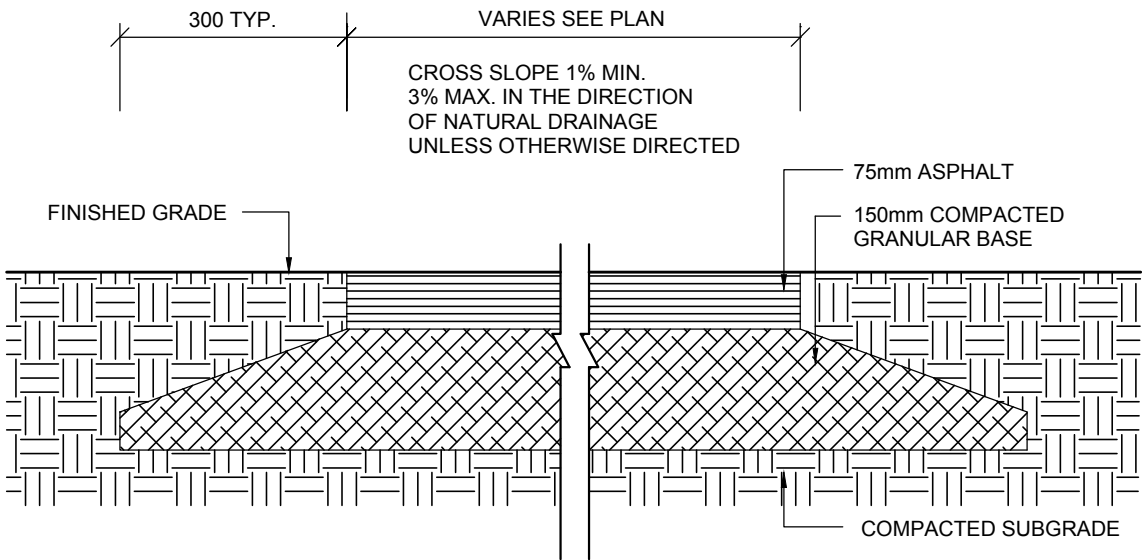 300 TYP.
VARIES SEE PLAN
CROSS SLOPE 1% MIN.
3% MAX. IN THE DIRECTION
OF NATURAL DRAINAGE
UNLESS OTHERWISE DIRECTED
75mm ASPHALT
FINISHED GRADE
150mm COMPACTED
GRANULAR BASE
COMPACTED SUBGRADE